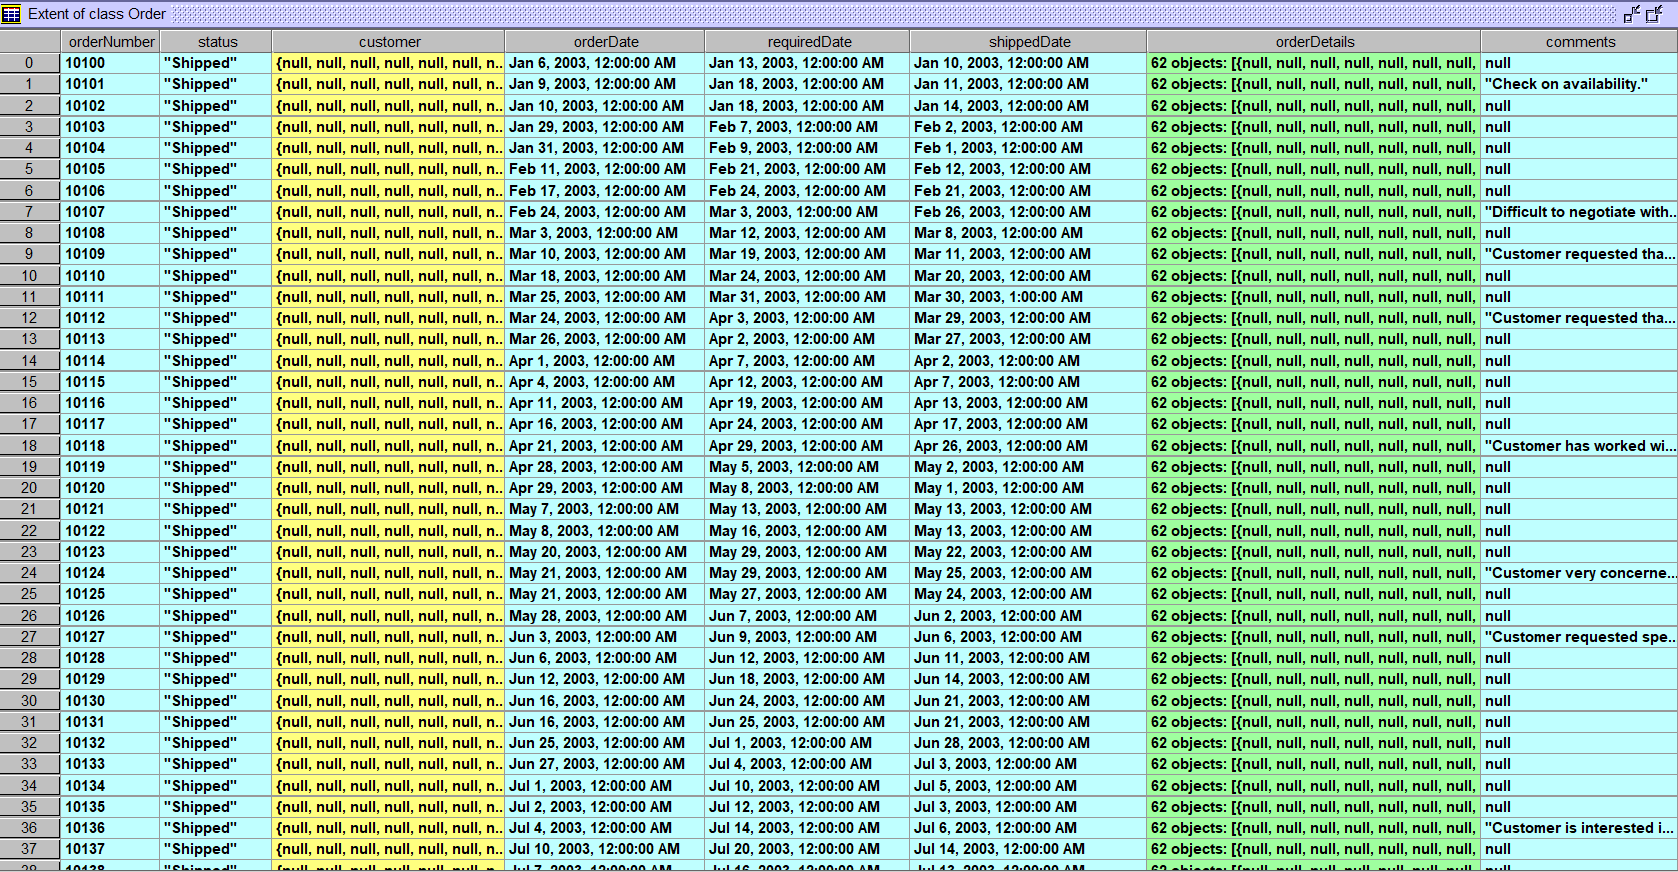 Extent of class Order
orderNumber status customer orderDate requiredDate shippedDate orderDetails comments
0 10100 "Shipped" {null, null, null, null, null, null, n... Jan 6, 2003, 12:00:00 AM Jan 13, 2003, 12:00:00 AM Jan 10, 2003, 12:00:00 AM 62 objects: [{null, null, null, null, null, null, null
1 10101 "Shipped" {null, null, null, null, null, null, n... Jan 9, 2003, 12:00:00 AM Jan 18, 2003, 12:00:00 AM Jan 11, 2003, 12:00:00 AM 62 objects: [{null, null, null, null, null, null, "Check on availability."
2 10102 "Shipped" {null, null, null, null, null, null, n... Jan 10, 2003, 12:00:00 AM Jan 18, 2003, 12:00:00 AM Jan 14, 2003, 12:00:00 AM 62 objects: [{null, null, null, null, null, null, null
3 10103 "Shipped" {null, null, null, null, null, null, n... Jan 29, 2003, 12:00:00 AM Feb 7, 2003, 12:00:00 AM Feb 2, 2003, 12:00:00 AM 62 objects: [{null, null, null, null, null, null, null
4 10104 "Shipped" {null, null, null, null, null, null, n... Jan 31, 2003, 12:00:00 AM Feb 9, 2003, 12:00:00 AM Feb 1, 2003, 12:00:00 AM 62 objects: [{null, null, null, null, null, null, null
5 10105 "Shipped" {null, null, null, null, null, null, n... Feb 11, 2003, 12:00:00 AM Feb 21, 2003, 12:00:00 AM Feb 12, 2003, 12:00:00 AM 62 objects: [{null, null, null, null, null, null, null
6 10106 "Shipped" {null, null, null, null, null, null, n... Feb 17, 2003, 12:00:00 AM Feb 24, 2003, 12:00:00 AM Feb 21, 2003, 12:00:00 AM 62 objects: [{null, null, null, null, null, null, null
7 10107 "Shipped" {null, null, null, null, null, null, n... Feb 24, 2003, 12:00:00 AM Mar 3, 2003, 12:00:00 AM Feb 26, 2003, 12:00:00 AM 62 objects: [{null, null, null, null, null, null, "Difficult to negotiate with...
8 10108 "Shipped" {null, null, null, null, null, null, n... Mar 3, 2003, 12:00:00 AM Mar 12, 2003, 12:00:00 AM Mar 8, 2003, 12:00:00 AM 62 objects: [{null, null, null, null, null, null, null
9 10109 "Shipped" {null, null, null, null, null, null, n... Mar 10, 2003, 12:00:00 AM Mar 19, 2003, 12:00:00 AM Mar 11, 2003, 12:00:00 AM 62 objects: [{null, null, null, null, null, null, "Customer requested tha...
10 10110 "Shipped" {null, null, null, null, null, null, n... Mar 18, 2003, 12:00:00 AM Mar 24, 2003, 12:00:00 AM Mar 20, 2003, 12:00:00 AM 62 objects: [{null, null, null, null, null, null, null
11 10111 "Shipped" {null, null, null, null, null, null, n... Mar 25, 2003, 12:00:00 AM Mar 31, 2003, 12:00:00 AM Mar 30, 2003, 1:00:00 AM 62 objects: [{null, null, null, null, null, null, null
12 10112 "Shipped" {null, null, null, null, null, null, n... Mar 24, 2003, 12:00:00 AM Apr 3, 2003, 12:00:00 AM Mar 29, 2003, 12:00:00 AM 62 objects: [{null, null, null, null, null, null, "Customer requested tha...
13 10113 "Shipped" {null, null, null, null, null, null, n... Mar 26, 2003, 12:00:00 AM Apr 2, 2003, 12:00:00 AM Mar 27, 2003, 12:00:00 AM 62 objects: [{null, null, null, null, null, null, null
14 10114 "Shipped" {null, null, null, null, null, null, n... Apr 1, 2003, 12:00:00 AM Apr 7, 2003, 12:00:00 AM Apr 2, 2003, 12:00:00 AM 62 objects: [{null, null, null, null, null, null, null
15 10115 "Shipped" {null, null, null, null, null, null, n... Apr 4, 2003, 12:00:00 AM Apr 12, 2003, 12:00:00 AM Apr 7, 2003, 12:00:00 AM 62 objects: [{null, null, null, null, null, null, null
16 10116 "Shipped" {null, null, null, null, null, null, n... Apr 11, 2003, 12:00:00 AM Apr 19, 2003, 12:00:00 AM Apr 13, 2003, 12:00:00 AM 62 objects: [{null, null, null, null, null, null, null
17 10117 "Shipped" {null, null, null, null, null, null, n... Apr 16, 2003, 12:00:00 AM Apr 24, 2003, 12:00:00 AM Apr 17, 2003, 12:00:00 AM 62 objects: [{null, null, null, null, null, null, null
18 10118 "Shipped" {null, null, null, null, null, null, n... Apr 21, 2003, 12:00:00 AM Apr 29, 2003, 12:00:00 AM Apr 26, 2003, 12:00:00 AM 62 objects: [{null, null, null, null, null, null, "Customer has worked wi...
19 10119 "Shipped" {null, null, null, null, null, null, n... Apr 28, 2003, 12:00:00 AM May 5, 2003, 12:00:00 AM May 2, 2003, 12:00:00 AM 62 objects: [{null, null, null, null, null, null, null
20 10120 "Shipped" {null, null, null, null, null, null, n... Apr 29, 2003, 12:00:00 AM May 8, 2003, 12:00:00 AM May 1, 2003, 12:00:00 AM 62 objects: [{null, null, null, null, null, null, null
21 10121 "Shipped" {null, null, null, null, null, null, n... May 7, 2003, 12:00:00 AM May 13, 2003, 12:00:00 AM May 13, 2003, 12:00:00 AM 62 objects: [{null, null, null, null, null, null, null
22 10122 "Shipped" {null, null, null, null, null, null, n... May 8, 2003, 12:00:00 AM May 16, 2003, 12:00:00 AM May 13, 2003, 12:00:00 AM 62 objects: [{null, null, null, null, null, null, null
23 10123 "Shipped" {null, null, null, null, null, null, n... May 20, 2003, 12:00:00 AM May 29, 2003, 12:00:00 AM May 22, 2003, 12:00:00 AM 62 objects: [{null, null, null, null, null, null, null
24 10124 "Shipped" {null, null, null, null, null, null, n... May 21, 2003, 12:00:00 AM May 29, 2003, 12:00:00 AM May 25, 2003, 12:00:00 AM 62 objects: [{null, null, null, null, null, null, "Customer very concerne...
25 10125 "Shipped" {null, null, null, null, null, null, n... May 21, 2003, 12:00:00 AM May 27, 2003, 12:00:00 AM May 24, 2003, 12:00:00 AM 62 objects: [{null, null, null, null, null, null, null
26 10126 "Shipped" {null, null, null, null, null, null, n... May 28, 2003, 12:00:00 AM Jun 7, 2003, 12:00:00 AM Jun 2, 2003, 12:00:00 AM 62 objects: [{null, null, null, null, null, null, null
27 10127 "Shipped" {null, null, null, null, null, null, n... Jun 3, 2003, 12:00:00 AM Jun 9, 2003, 12:00:00 AM Jun 6, 2003, 12:00:00 AM 62 objects: [{null, null, null, null, null, null, "Customer requested spe...
28 10128 "Shipped" {null, null, null, null, null, null, n... Jun 6, 2003, 12:00:00 AM Jun 12, 2003, 12:00:00 AM Jun 11, 2003, 12:00:00 AM 62 objects: [{null, null, null, null, null, null, null
29 10129 "Shipped" {null, null, null, null, null, null, n... Jun 12, 2003, 12:00:00 AM Jun 18, 2003, 12:00:00 AM Jun 14, 2003, 12:00:00 AM 62 objects: [{null, null, null, null, null, null, null
30 10130 "Shipped" {null, null, null, null, null, null, n... Jun 16, 2003, 12:00:00 AM Jun 24, 2003, 12:00:00 AM Jun 21, 2003, 12:00:00 AM 62 objects: [{null, null, null, null, null, null, null
31 10131 "Shipped" {null, null, null, null, null, null, n... Jun 16, 2003, 12:00:00 AM Jun 25, 2003, 12:00:00 AM Jun 21, 2003, 12:00:00 AM 62 objects: [{null, null, null, null, null, null, null
32 10132 "Shipped" {null, null, null, null, null, null, n... Jun 25, 2003, 12:00:00 AM Jul 1, 2003, 12:00:00 AM Jun 28, 2003, 12:00:00 AM 62 objects: [{null, null, null, null, null, null, null
33 10133 "Shipped" {null, null, null, null, null, null, n... Jun 27, 2003, 12:00:00 AM Jul 4, 2003, 12:00:00 AM Jul 3, 2003, 12:00:00 AM 62 objects: [{null, null, null, null, null, null, null
34 10134 "Shipped" {null, null, null, null, null, null, n... Jul 1, 2003, 12:00:00 AM Jul 10, 2003, 12:00:00 AM Jul 5, 2003, 12:00:00 AM 62 objects: [{null, null, null, null, null, null, null
35 10135 "Shipped" {null, null, null, null, null, null, n... Jul 2, 2003, 12:00:00 AM Jul 12, 2003, 12:00:00 AM Jul 3, 2003, 12:00:00 AM 62 objects: [{null, null, null, null, null, null, null
36 10136 "Shipped" {null, null, null, null, null, null, n... Jul 4, 2003, 12:00:00 AM Jul 14, 2003, 12:00:00 AM Jul 6, 2003, 12:00:00 AM 62 objects: [{null, null, null, null, null, null, "Customer is interested i...
37 10137 "Shipped" {null, null, null, null, null, null, n... Jul 10, 2003, 12:00:00 AM Jul 20, 2003, 12:00:00 AM Jul 14, 2003, 12:00:00 AM 62 objects: [{null, null, null, null, null, null, null